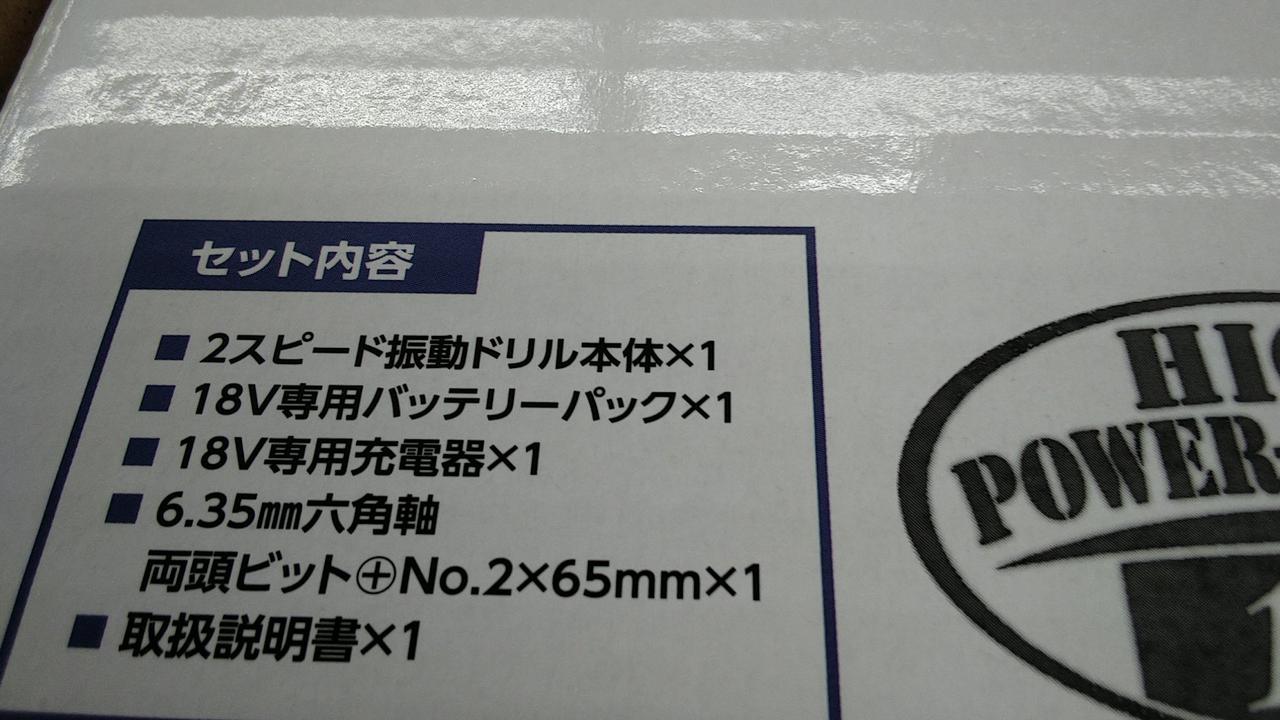 セット内容
■ 2スピード振動ドリル本体×1
■ 18V専用バッテリーパック×1
■ 18V専用充電器×1
■ 6.35㎜六角軸
両頭ビット⊕No.2×65mm×1
■ 取扱説明書×1
POWER